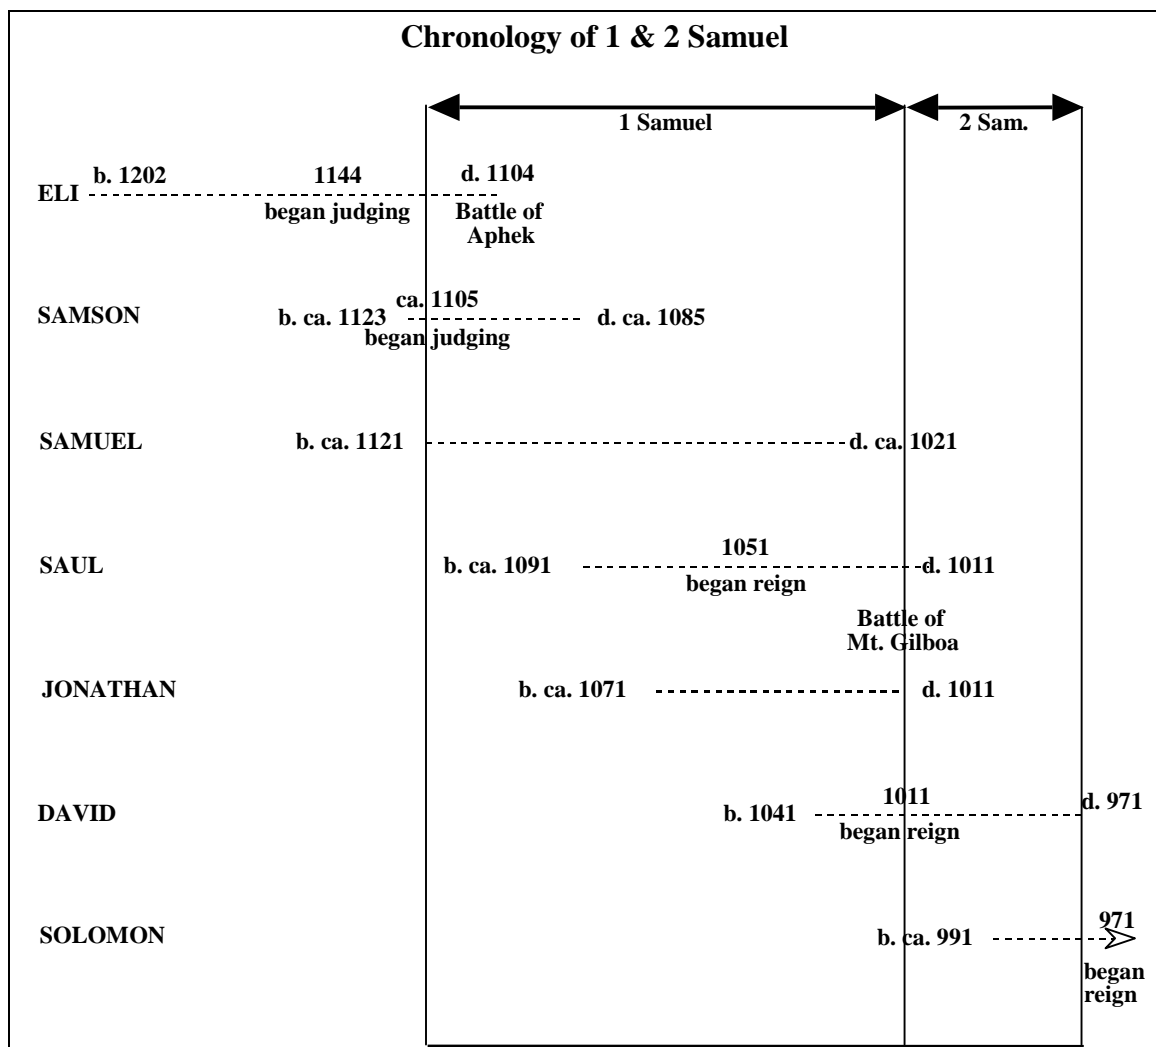 Chronology of 1 & 2 Samuel
1 Samuel
2 Sam.
ELI
b. 1202
1144
began judging
d. 1104
Battle of
Aphek
SAMSON
b. ca. 1123
ca. 1105
began judging
d. ca. 1085
SAMUEL
b. ca. 1121
d. ca. 1021
SAUL
b. ca. 1091
1051
began reign
d. 1011
Battle of
Mt. Gilboa
JONATHAN
b. ca. 1071
d. 1011
DAVID
b. 1041
1011
began reign
d. 971
SOLOMON
b. ca. 991
971
began
reign